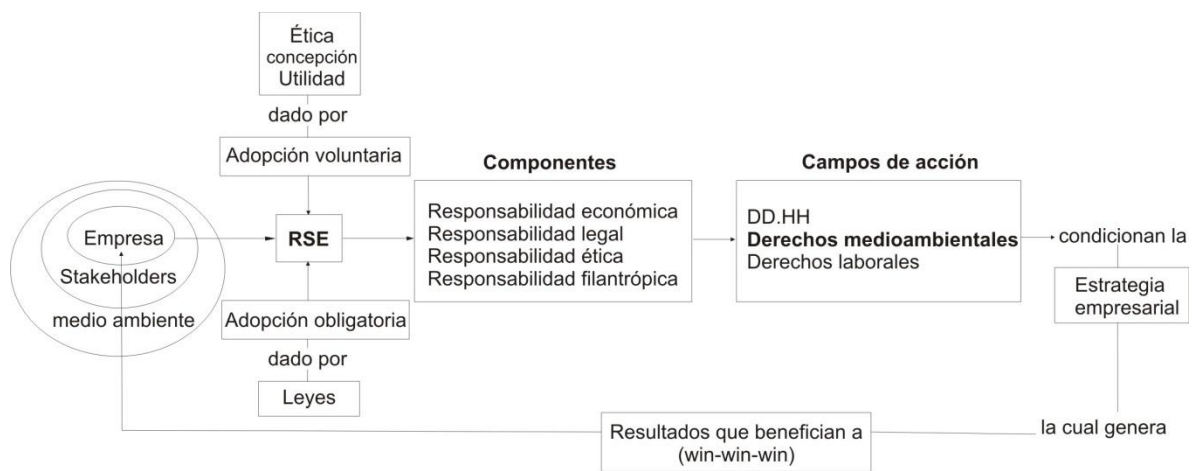 Ética
concepción
Utilidad
dado por
Adopción voluntaria
Componentes
Campos de acción
Empresa
Stakeholders
medio ambiente
RSE
Responsabilidad económica
Responsabilidad legal
Responsabilidad ética
Responsabilidad filantrópica
DD.HH
Derechos medioambientales
Derechos laborales
condicionan la
Estrategia
empresarial
Adopción obligatoria
dado por
Leyes
la cual genera
Resultados que benefician a
(win-win-win)